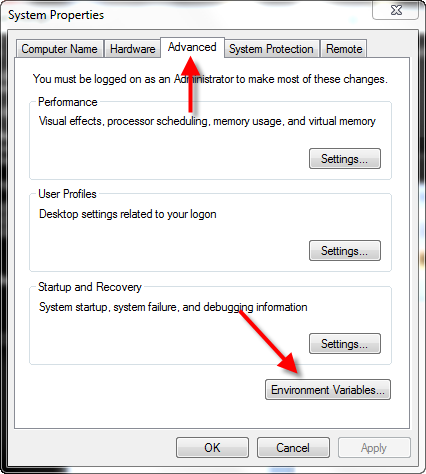 System Properties
Computer Name Hardware Advanced System Protection Remote
You must be logged on as an Administrator to make most of these changes.
Performance
Visual effects, processor scheduling, memory usage, and virtual memory
Settings...
User Profiles
Desktop settings related to your logon
Settings...
Startup and Recovery
System startup, system failure, and debugging information
Settings...
Environment Variables...
OK Cancel Apply